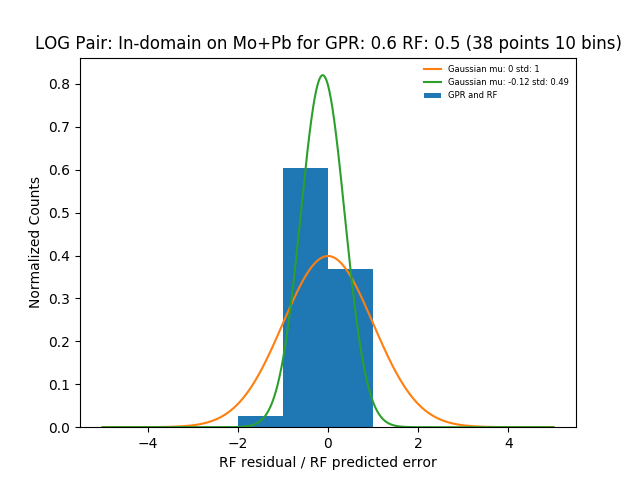 LOG Pair: In-domain on Mo+Pb for GPR: 0.6 RF: 0.5 (38 points 10 bins)
Gaussian mu: 0 std: 1
Gaussian mu: -0.12 std: 0.49
GPR and RF
Normalized Counts
0.8
0.7
0.6
0.5
0.4
0.3
0.2
0.1
0.0
−4
−2
0
2
4
RF residual / RF predicted error